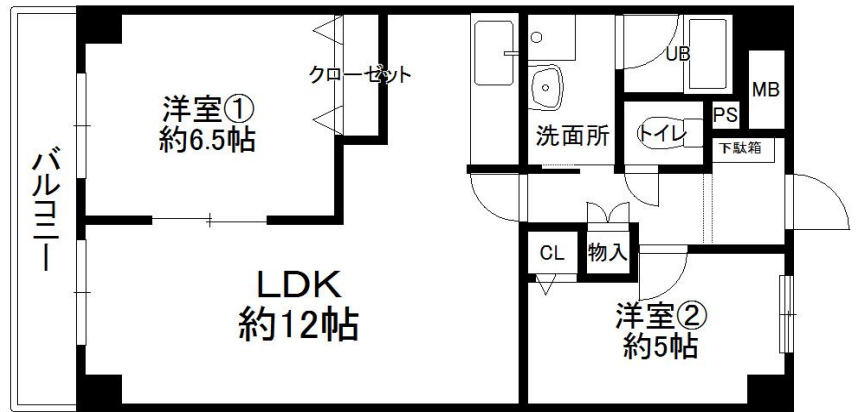 クローゼット
洋室①
約6.5帖
バルコニー
LDK
約12帖
洗面所
UB
トイレ
PS
MB
下駄箱
CL
物入
洋室②
約5帖